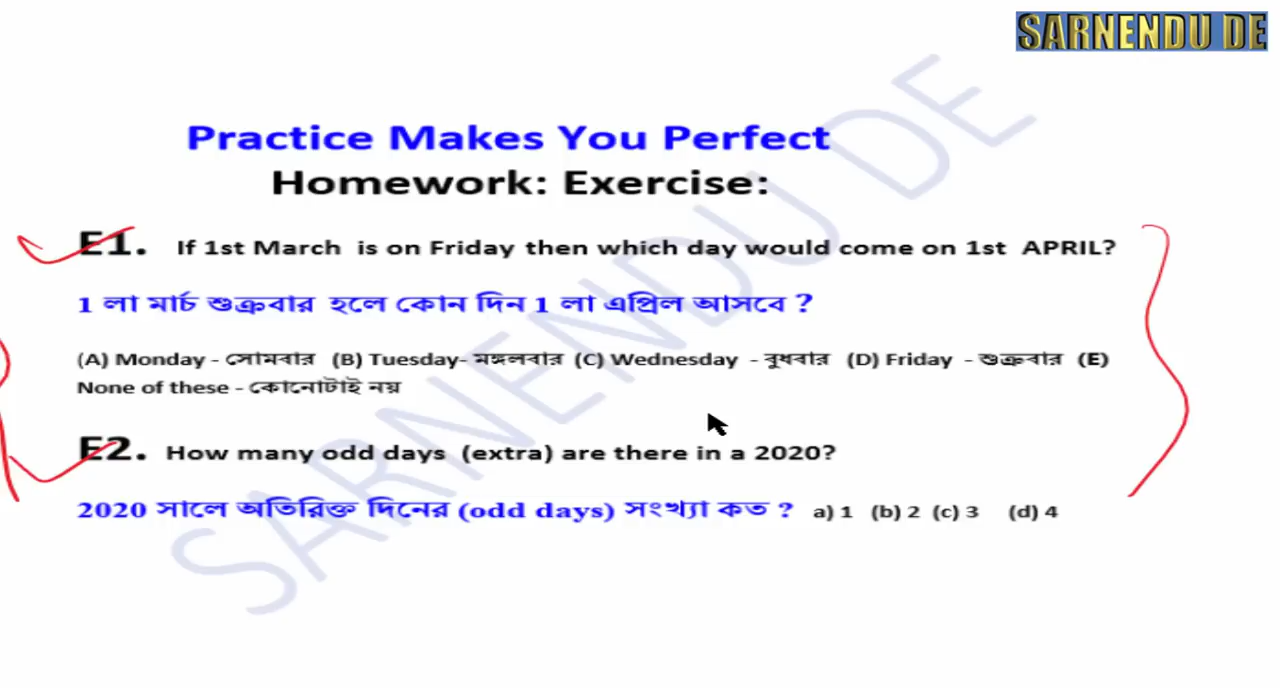 SARNENDU DE
Practice Makes You Perfect
Homework: Exercise:
E1. If 1st March is on Friday then which day would come on 1st APRIL?
1 লা মার্চ শুক্রবার হলে কোন দিন 1 লা এপ্রিল আসবে ?
(A) Monday - সোমবার (B) Tuesday- মঙ্গলবার (C) Wednesday - বুধবার (D) Friday - শুক্রবার (E)
None of these - কোনোটাই নয়
E2. How many odd days (extra) are there in a 2020?
2020 সালে অতিরিক্ত দিনের (odd days) সংখ্যা কত ? a) 1 (b) 2 (c) 3 (d) 4
SARNENDU DE